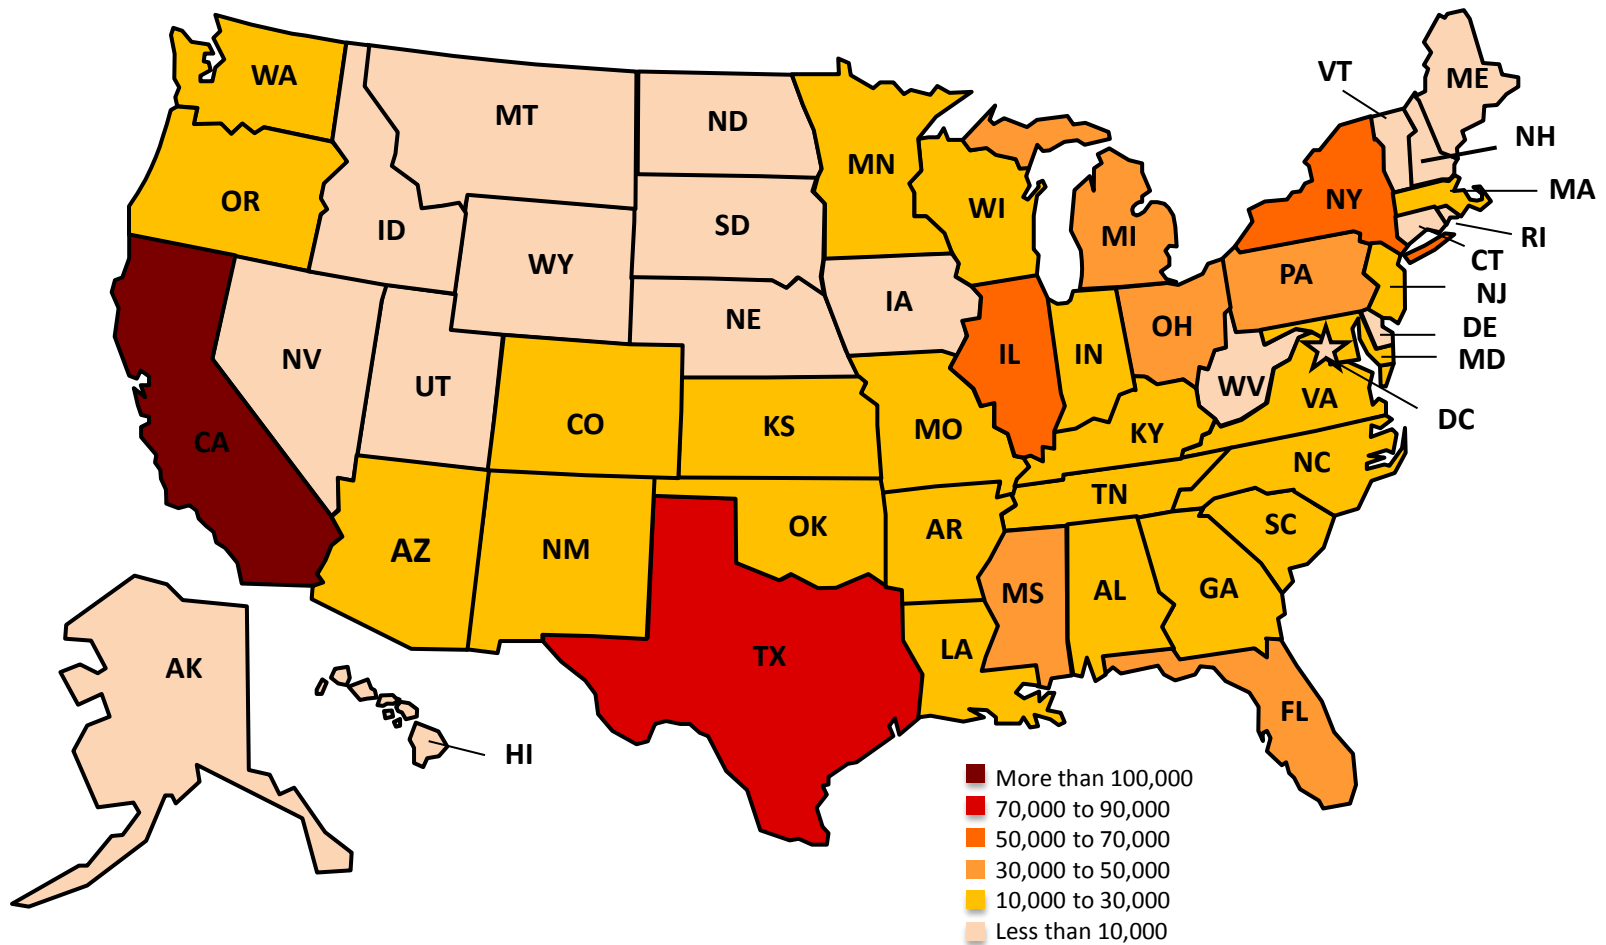 WA
MT
ND
MN
VT
ME
NH
OR
ID
SD
WI
MI
NY
MA
RI
WY
IA
PA
CT
NJ
NE
NV
UT
IL
IN
OH
DE
MD
WV
VA
DC
CO
KS
MO
KY
CA
NC
TN
AZ
NM
OK
AR
SC
MS
AL
GA
LA
TX
AK
FL
HI
More than 100,000
70,000 to 90,000
50,000 to 70,000
30,000 to 50,000
10,000 to 30,000
Less than 10,000